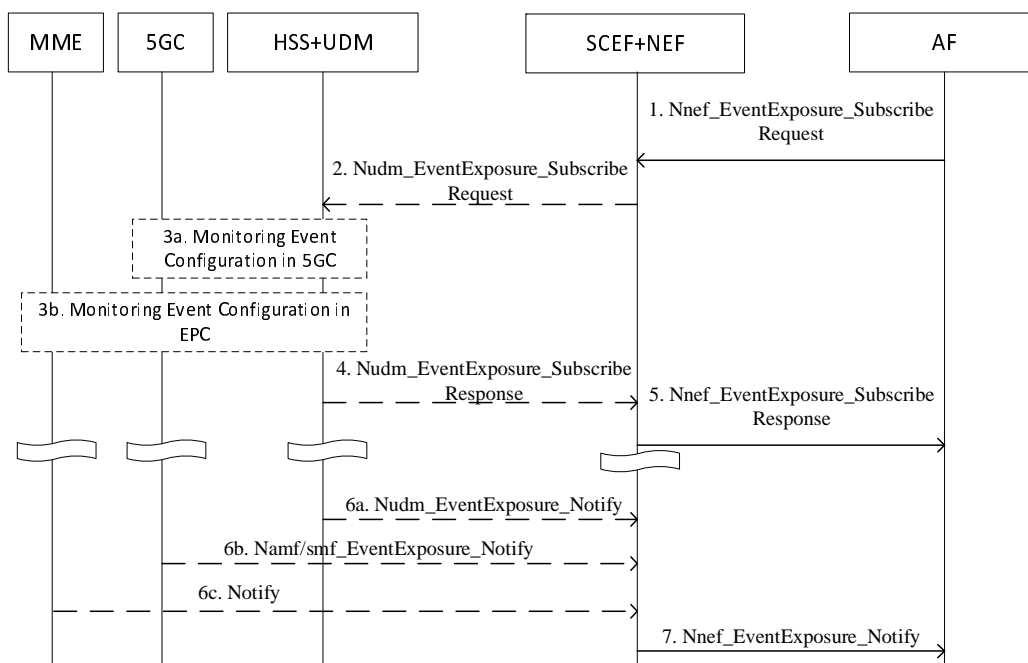 MME
5GC
HSS+UDM
SCEF+NEF
AF
1. Nnef_EventExposure_Subscribe
Request
2. Nudm_EventExposure_Subscribe
Request
3a. Monitoring Event
Configuration in 5GC
3b. Monitoring Event Configuration in
EPC
4. Nudm_EventExposure_Subscribe
Response
5. Nnef_EventExposure_Subscribe
Response
6a. Nudm_EventExposure_Notify
6b. Namf/smf_EventExposure_Notify
6c. Notify
7. Nnef_EventExposure_Notify